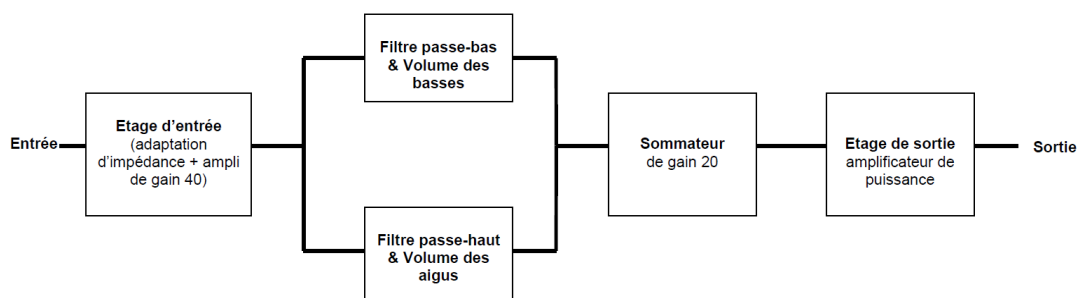 Entrée
Etage d'entrée
(adaptation
d'impédance + ampli
de gain 40)
Filtre passe-bas
& Volume des
basses
Filtre passe-haut
& Volume des
aigus
Sommateur
de gain 20
Etage de sortie
amplificateur de
puissance
Sortie